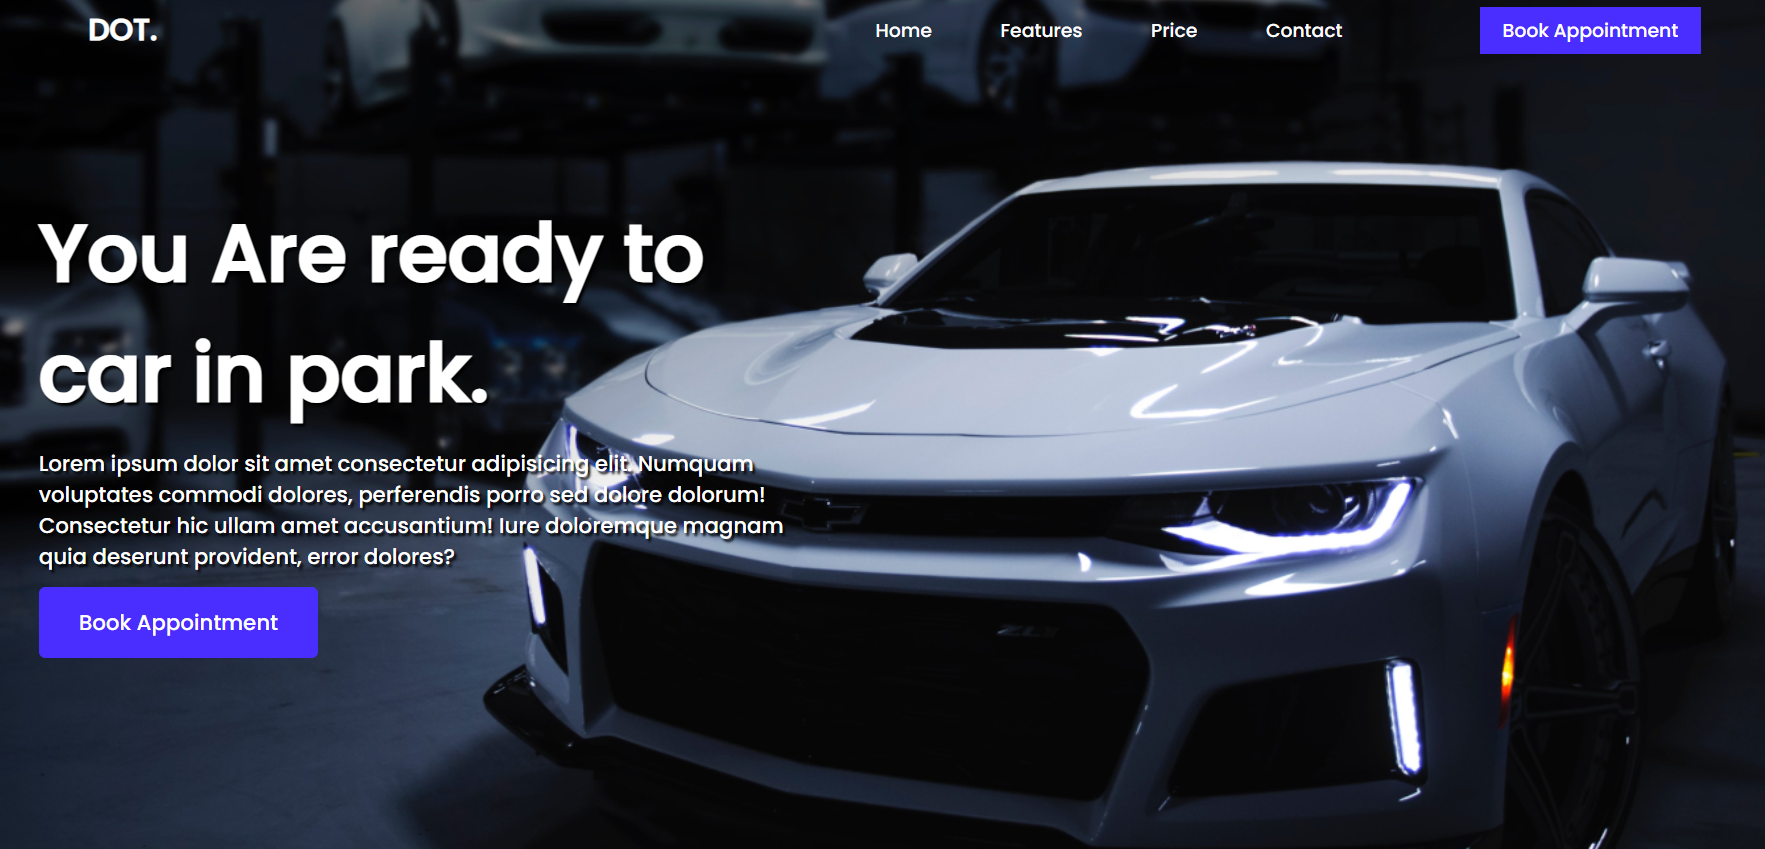 DOT.
Home Features Price Contact Book Appointment
You Are ready to
car in park.
Lorem ipsum dolor sit amet consectetur adipisicing elit. Numquam
voluptates commodi dolores, perferendis porro sed dolore dolorum!
Consectetur hic ullam amet accusantium! Iure doloremque magnam
quia deserunt provident, error dolores?
Book Appointment
ZL1